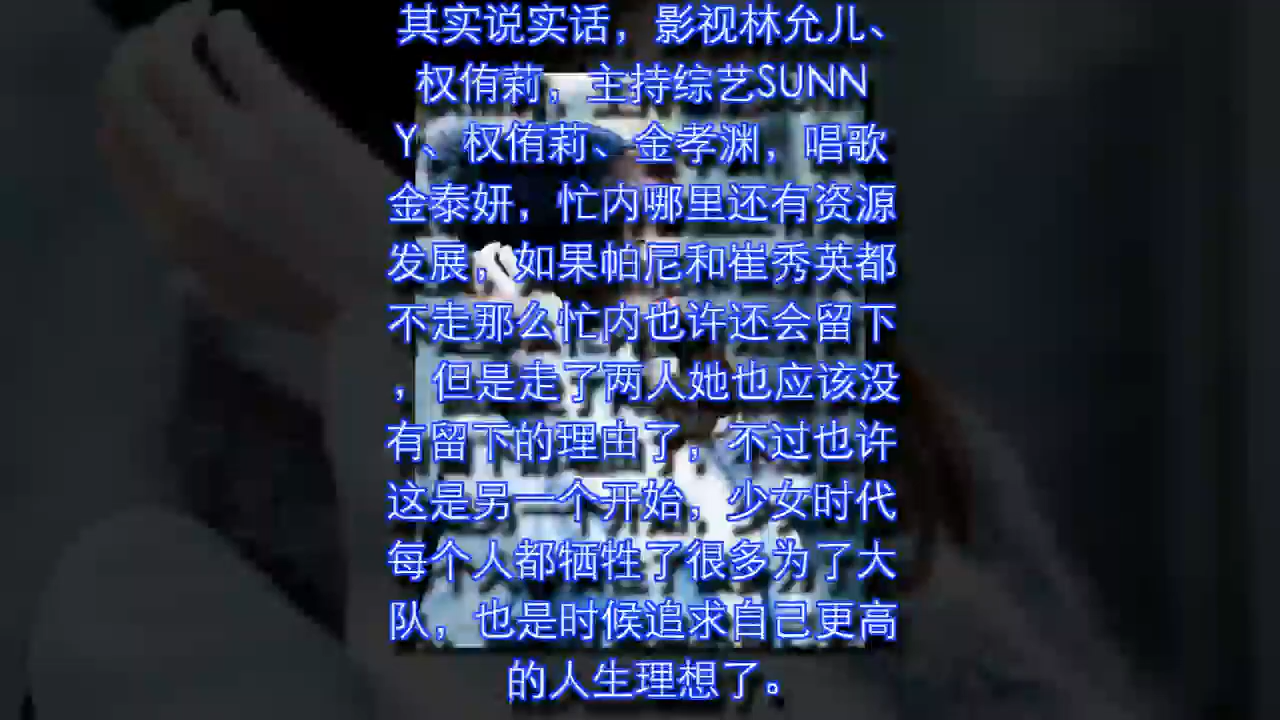 其实说实话，影视林允儿、
权侑莉，主持综艺SUNN
Y、权侑莉、金孝渊，唱歌
金泰妍，忙内哪里还有资源
发展，如果帕尼和崔秀英都
不走那么忙内也许还会留下
，但是走了两人她也应该没
有留下的理由了，不过也许
这是另一个开始，少女时代
每个人都牺牲了很多为了大
队，也是时候追求自己更高
的人生理想了。